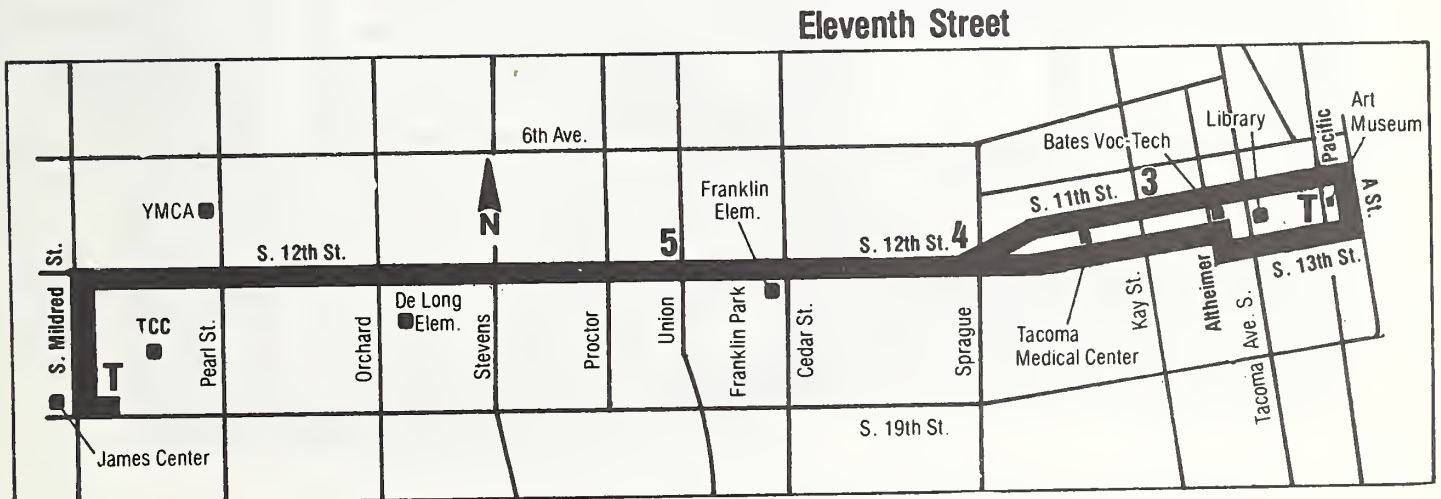 Eleventh Street
6th Ave.
YMCA
N
S. 12th St.
St.
S. Mildred
TCC
T
Pearl St.
Orchard
De Long
Elem.
Stevens
Proctor
5
Union
Franklin
Elem.
Franklin Park
Cedar St.
S. 12th St.
4
Sprague
S. 19th St.
James Center
Bates Voc-Tech
Library
Pacific
Art
Museum
S. 11th St.
3
T
A St.
S. 13th St.
Tacoma
Medical Center
Kay St.
Altheimer
Tacoma Ave. S.